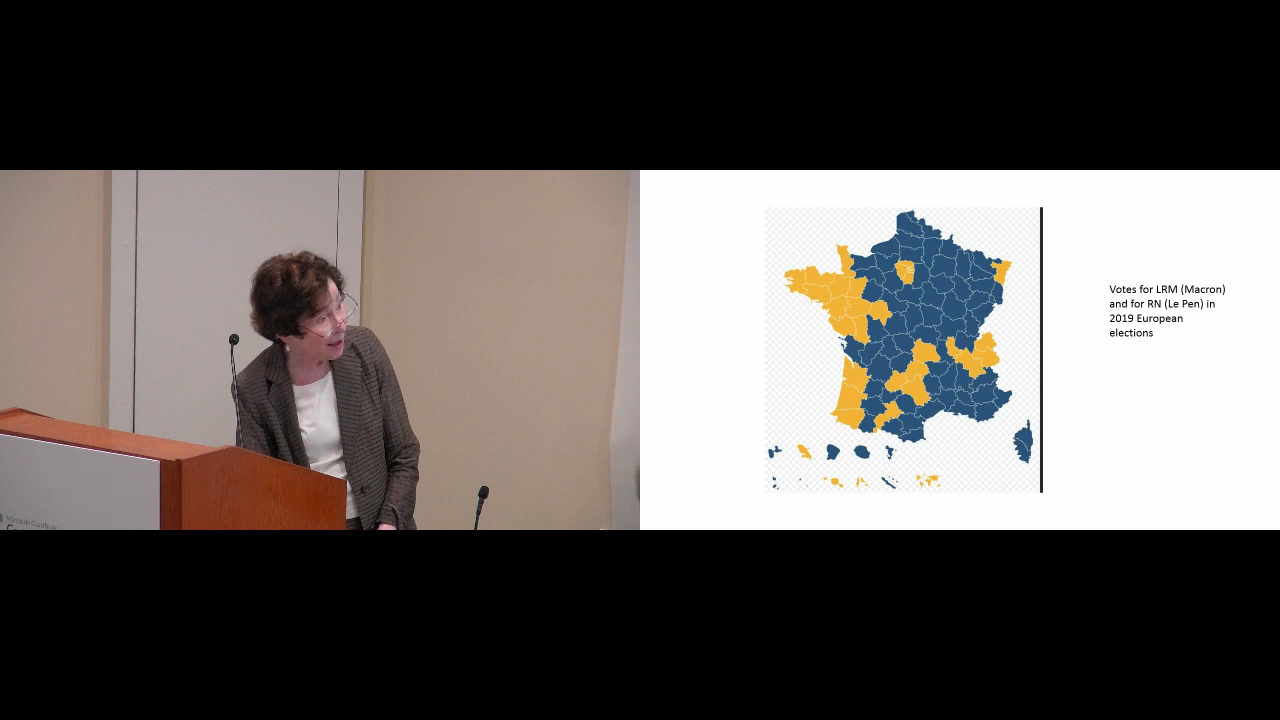 Votes for LRM (Macron)
and for RN (Le Pen) in
2019 European
elections